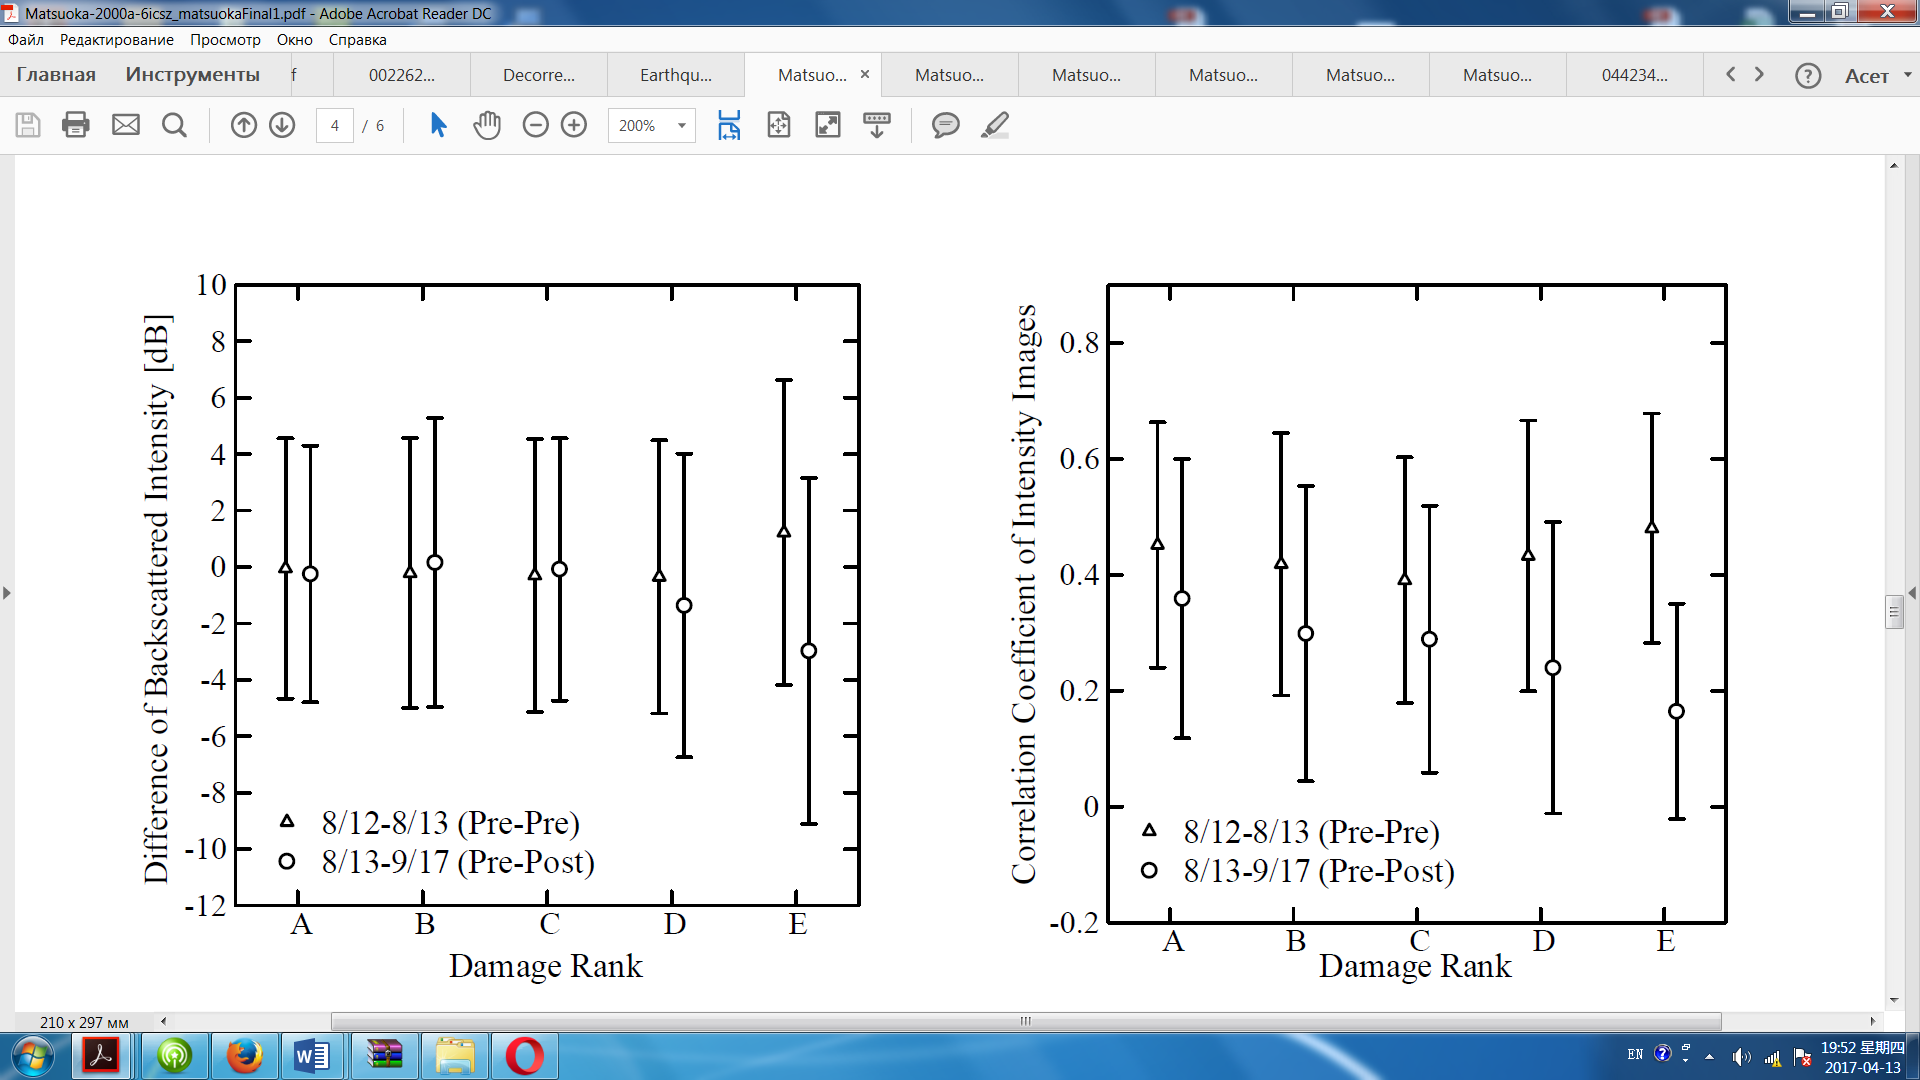 Matsuoka-2000a-6icsz_matsuokaFinal1.pdf - Adobe Acrobat Reader DC
Файл Редактирование Просмотр Окно Справка
Главная Инструменты f 002262... Decorre... Earthqu... Matsuo... × Matsuo... Matsuo... Matsuo... Matsuo... Matsuo... 044234... Асет
4 / 6 200%
Difference of Backscattered Intensity [dB]
10
8
6
4
2
0
-2
-4
-6
-8
-10
-12
8/12-8/13 (Pre-Pre)
8/13-9/17 (Pre-Post)
A B C D E
Damage Rank
Correlation Coefficient of Intensity Images
0.8
0.6
0.4
0.2
0
-0.2
8/12-8/13 (Pre-Pre)
8/13-9/17 (Pre-Post)
A B C D E
Damage Rank
210 x 297 мм
EN
19:52 星期四
2017-04-13